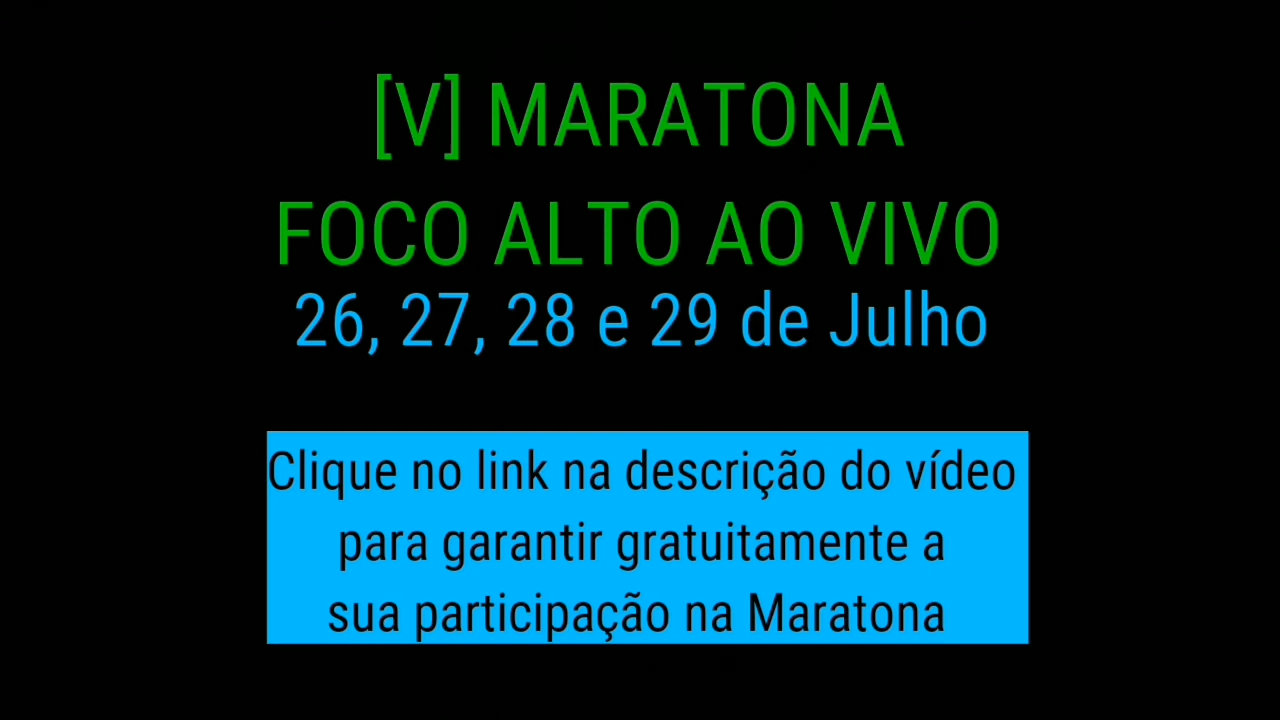 [V] MARATONA
FOCO ALTO AO VIVO
26, 27, 28 e 29 de Julho
Clique no link na descrição do vídeo
para garantir gratuitamente a
sua participação na Maratona